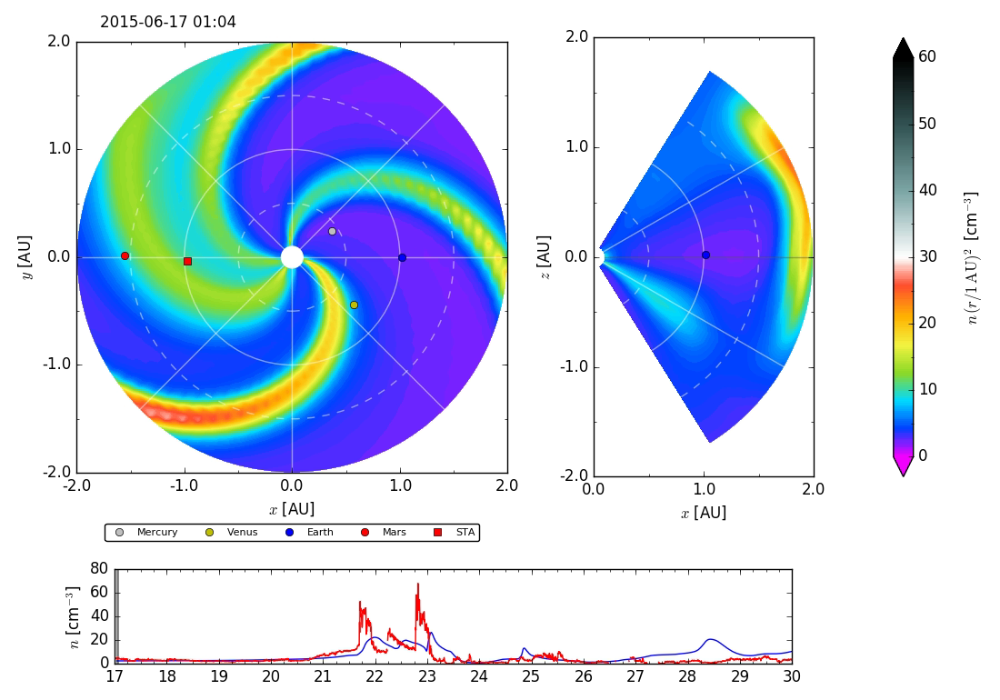 2015-06-17 01:04
2.0
1.0
0.0
-1.0
-2.0
y [AU]
-2.0 -1.0 0.0 1.0 2.0
x [AU]
2.0
1.0
0.0
-1.0
-2.0
z [AU]
0.0 1.0 2.0
x [AU]
60
50
40
30
20
10
0
n (r/1 AU)² [cm⁻³]
Mercury Venus Earth Mars STA
80
60
40
20
0
n [cm⁻³]
17 18 19 20 21 22 23 24 25 26 27 28 29 30